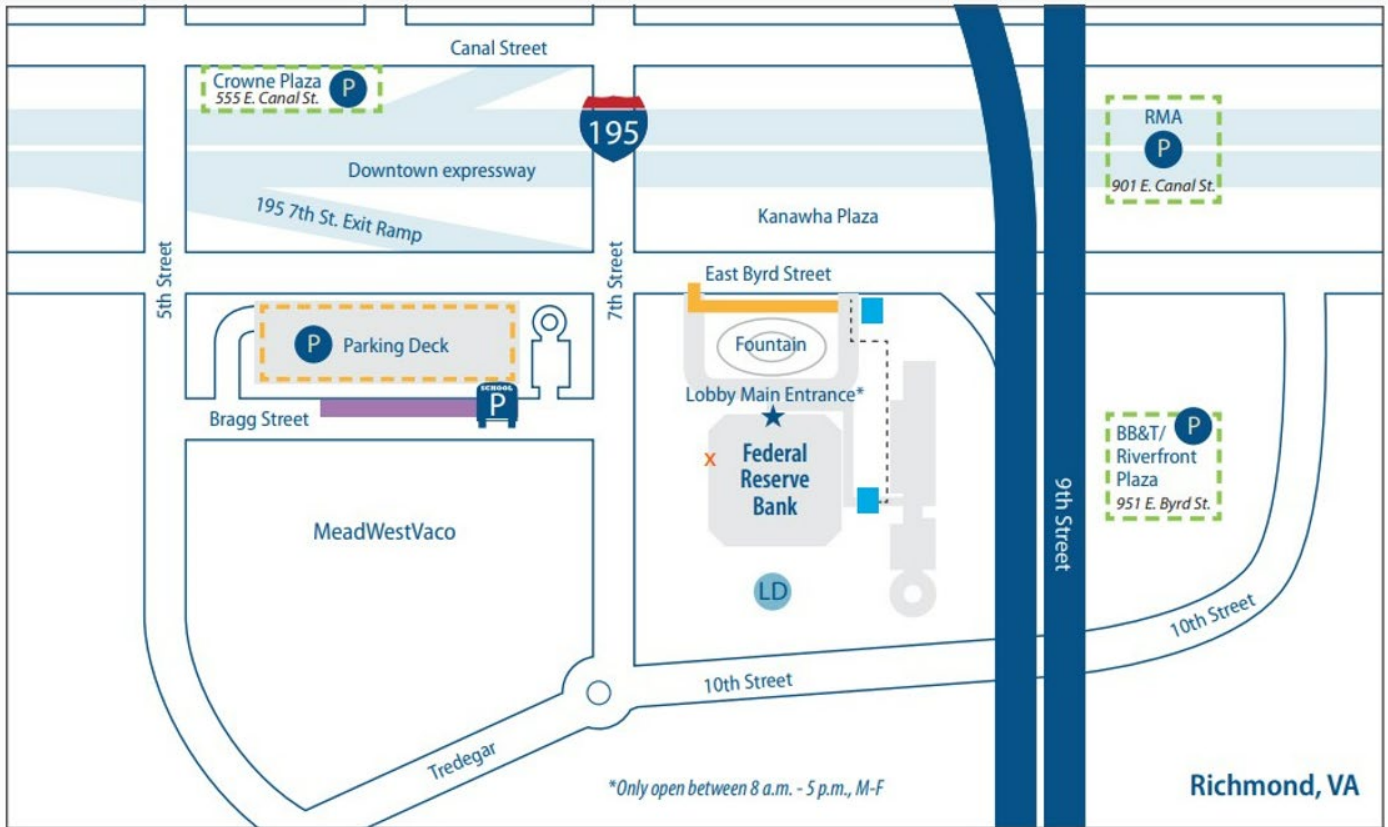 Canal Street
Crowne Plaza
555 E. Canal St.
P
195
RMA
P
901 E. Canal St.
Downtown expressway
195 7th St. Exit Ramp
Kanawha Plaza
5th Street
7th Street
East Byrd Street
P
Parking Deck
Fountain
SCHOOL
P
Lobby Main Entrance*
Bragg Street
X
Federal
Reserve
Bank
P
BB&T/
Riverfront
Plaza
951 E. Byrd St.
9th Street
MeadWestVaco
LD
10th Street
10th Street
Tredegar
*Only open between 8 a.m. - 5 p.m., M-F
Richmond, VA